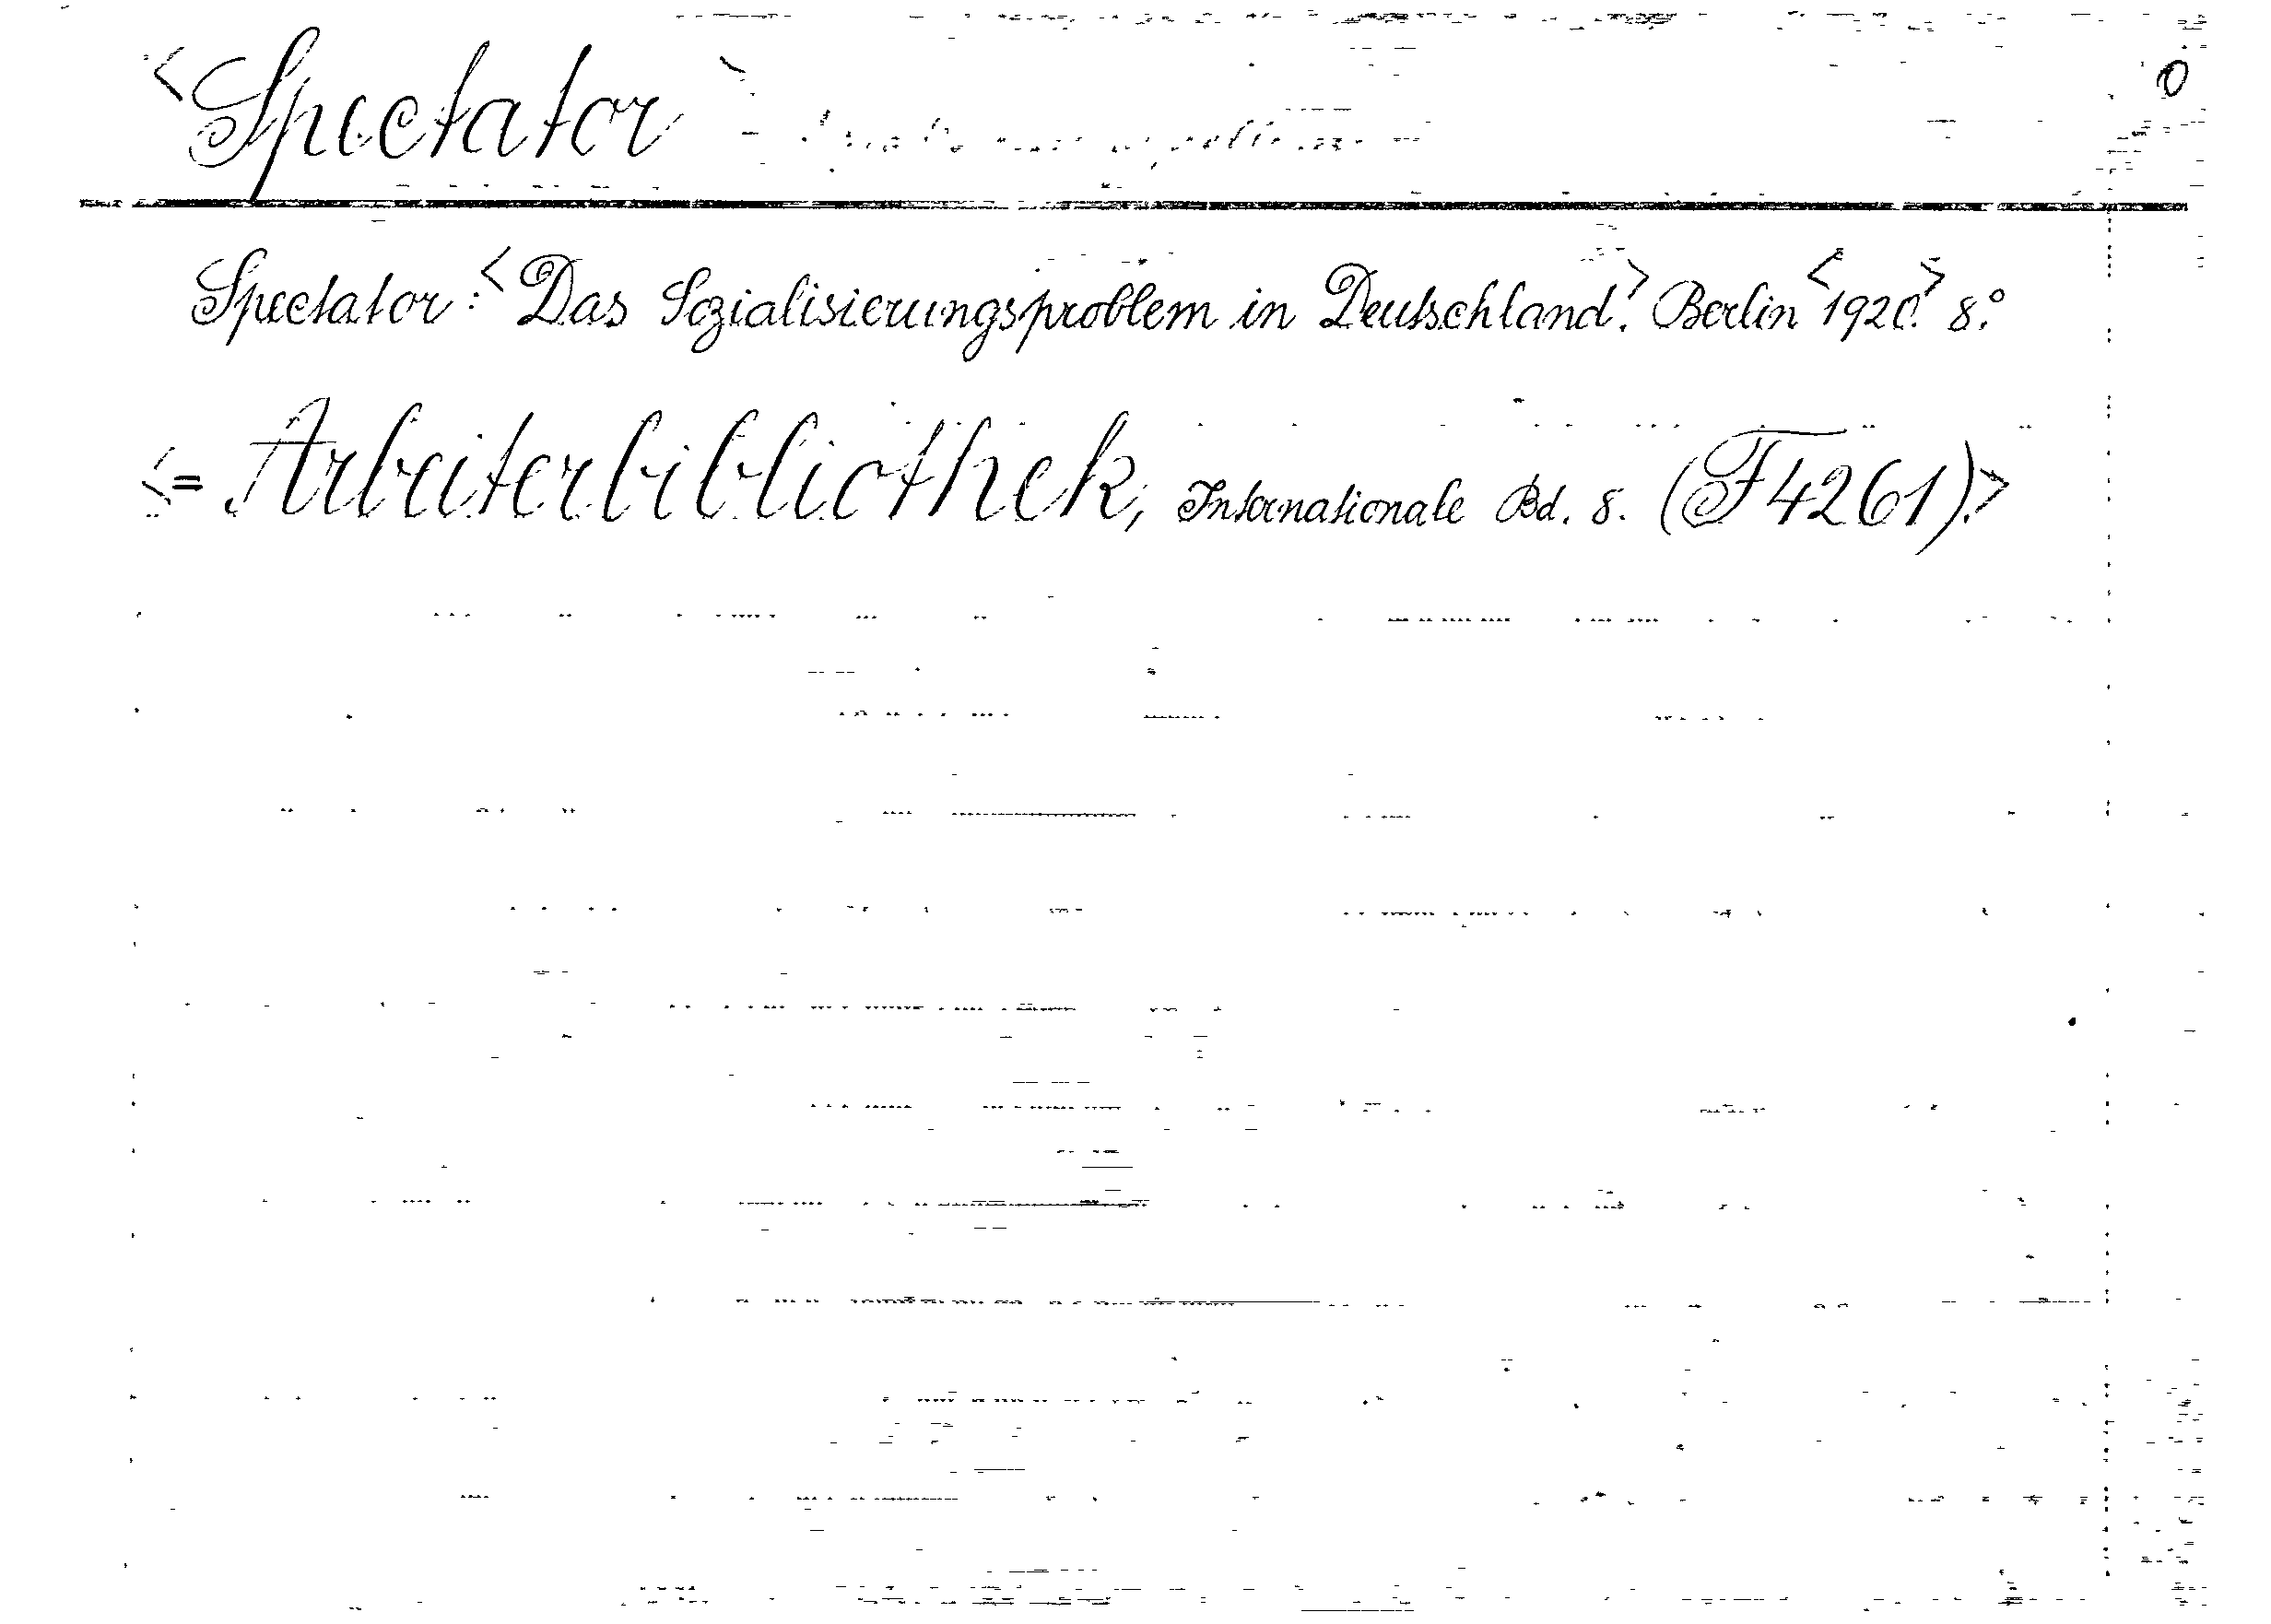 <Spectator> O
Spectator: <Das Sozialisierungsproblem in Deutschland.> Berlin <1920.> 8.°
<= Arbeiterbibliothek, Internationale Bd. 8. (F4261).>